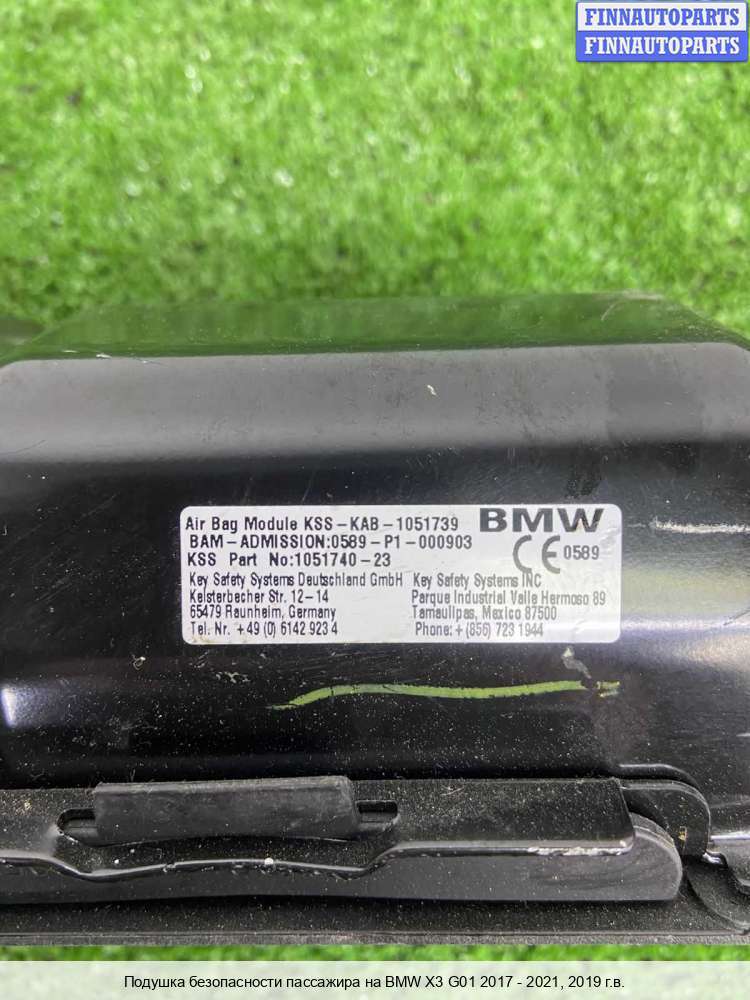 FINNAUTOPARTS
FINNAUTOPARTS
Air Bag Module KSS-KAB-1051739 BMW
BAM-ADMISSION:0589-P1-000903
KSS Part No:1051740-23 CE 0589
Key Safety Systems Deutschland GmbH Key Safety Systems INC
Kelsterbacher Str. 12-14 Parque Industrial Valle Hermoso 89
65479 Raunheim, Germany Tamaulipas, Mexico 87500
Tel. Nr. +49 (0) 6142 923 4 Phone: +(856) 723 1944
Подушка безопасности пассажира на BMW X3 G01 2017 - 2021, 2019 г.в.